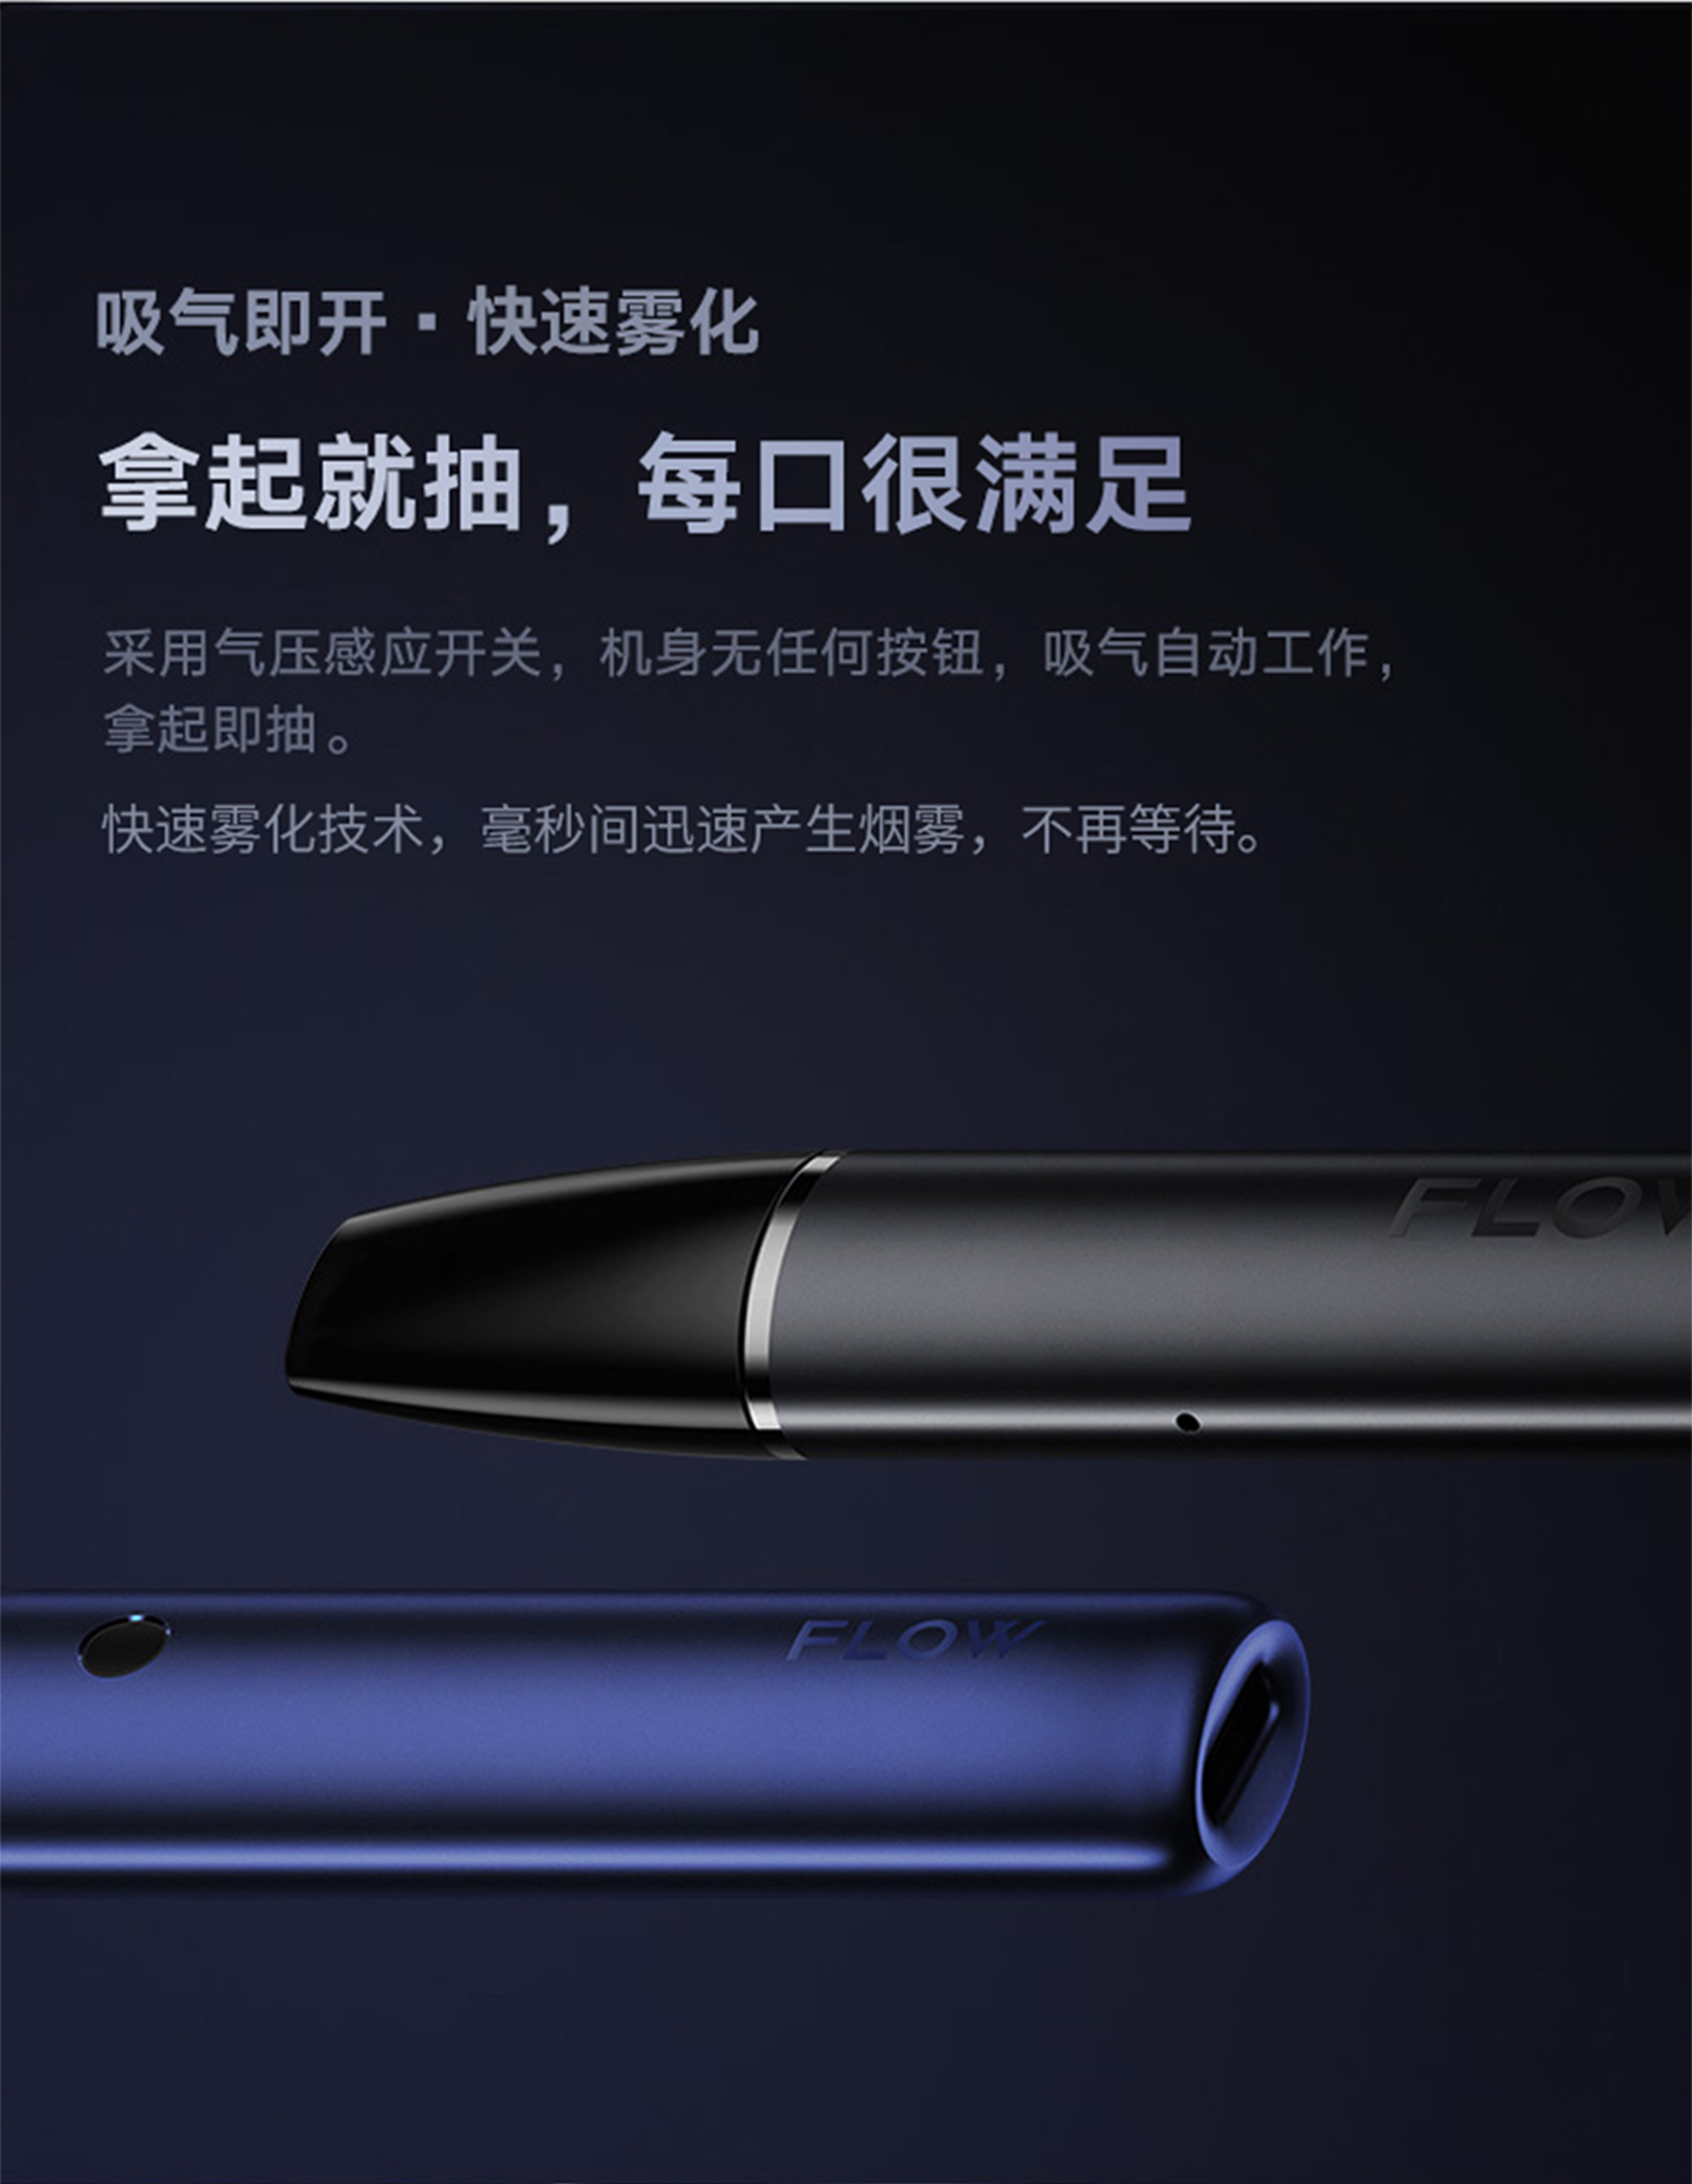 吸气即开·快速雾化
拿起就抽，每口很满足
采用气压感应开关，机身无任何按钮，吸气自动工作，
拿起即抽。
快速雾化技术，毫秒间迅速产生烟雾，不再等待。
FLOW
FLOW